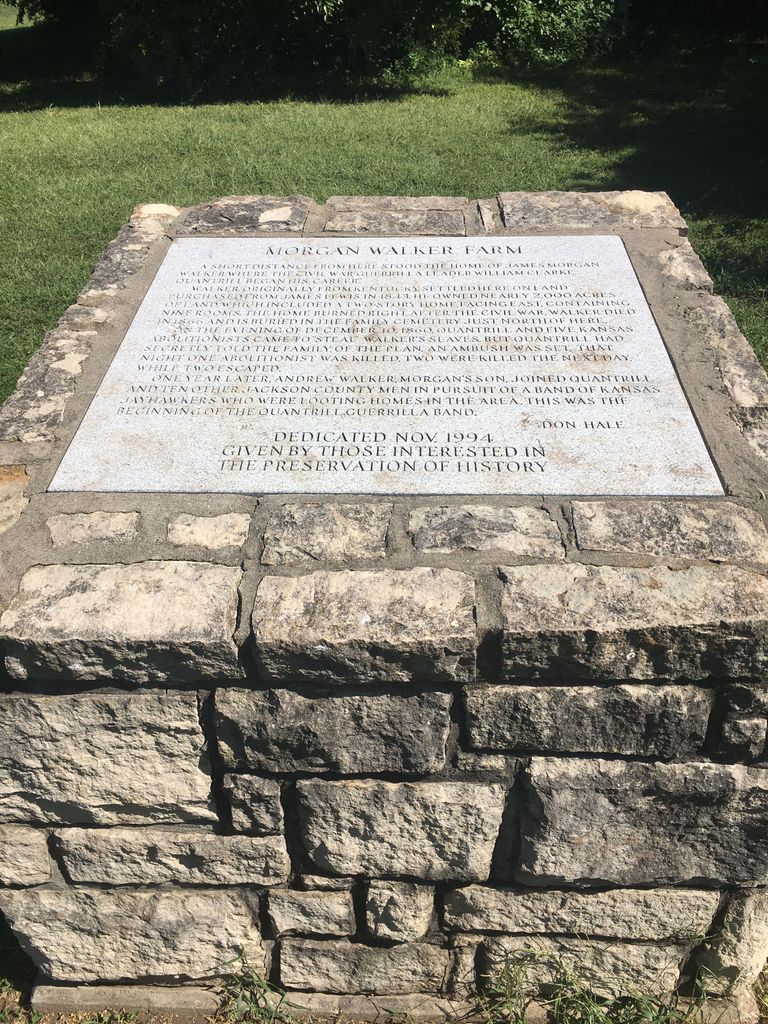 MORGAN WALKER FARM
A SHORT DISTANCE FROM HERE STOOD THE HOME OF JAMES MORGAN
WALKER WHERE THE CIVIL WAR GUERRILLA LEADER WILLIAM CLARKE
QUANTRILL BEGAN HIS CAREER.
WALKER, ORIGINALLY FROM KENTUCKY, SETTLED HERE ON LAND
PURCHASED FROM JAMES LEWIS IN HE OWNED NEARLY 2,000 ACRES
OF LAND WHICH INCLUDED A TWO STORY HOME FACING EAST, CONTAINING
NINE ROOMS. THE HOME BURNED RIGHT AFTER THE CIVIL WAR. WALKER DIED
IN AND IS BURIED IN THE FAMILY CEMETERY JUST NORTH OF HERE.
ON THE EVENING OF DECEMBER 10, 1860, QUANTRILL AND FIVE KANSAS
ABOLITIONISTS CAME TO "STEAL" WALKER'S SLAVES, BUT QUANTRILL HAD
SECRETLY TOLD THE FAMILY OF THE PLAN. AN AMBUSH WAS SET. THAT
NIGHT ONE ABOLITIONIST WAS KILLED, TWO WERE KILLED THE NEXT DAY,
WHILE TWO ESCAPED.
ONE YEAR LATER, ANDREW WALKER, MORGAN'S SON, JOINED QUANTRILL
AND TEN OTHER JACKSON COUNTY MEN IN PURSUIT OF A BAND OF KANSAS
JAYHAWKERS WHO WERE LOOTING HOMES IN THE AREA. THIS WAS THE
BEGINNING OF THE QUANTRILL GUERRILLA BAND.
-DON HALE
DEDICATED NOV. 1994
GIVEN BY THOSE INTERESTED IN
THE PRESERVATION OF HISTORY